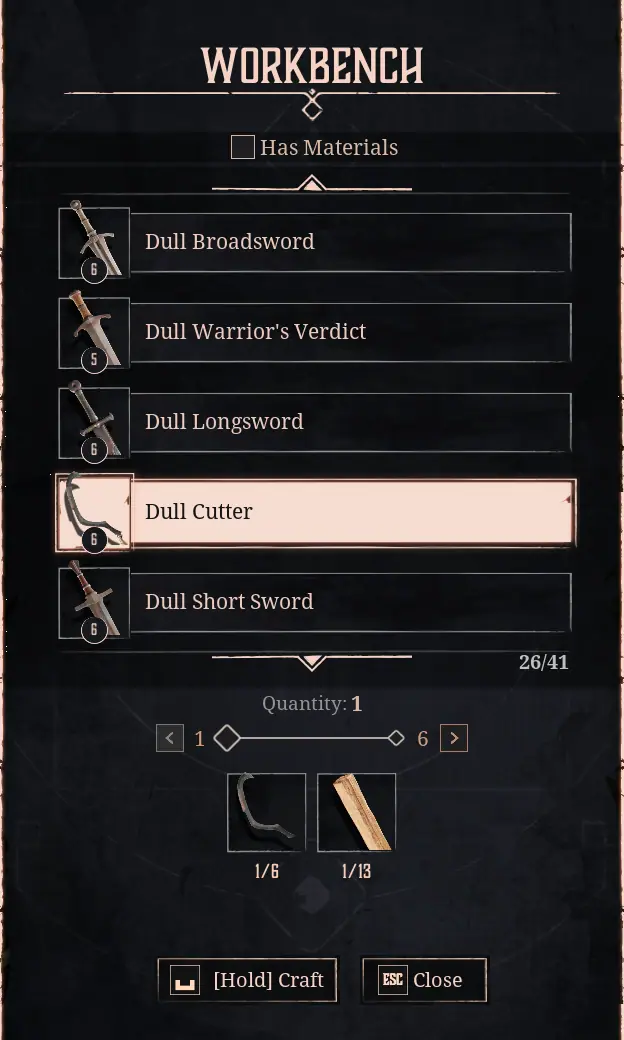 WORKBENCH
Has Materials
Dull Broadsword
6
Dull Warrior's Verdict
5
Dull Longsword
6
Dull Cutter
6
Dull Short Sword
6
26/41
Quantity: 1
< 1 6 >
1/6 1/13
[Hold] Craft ESC Close